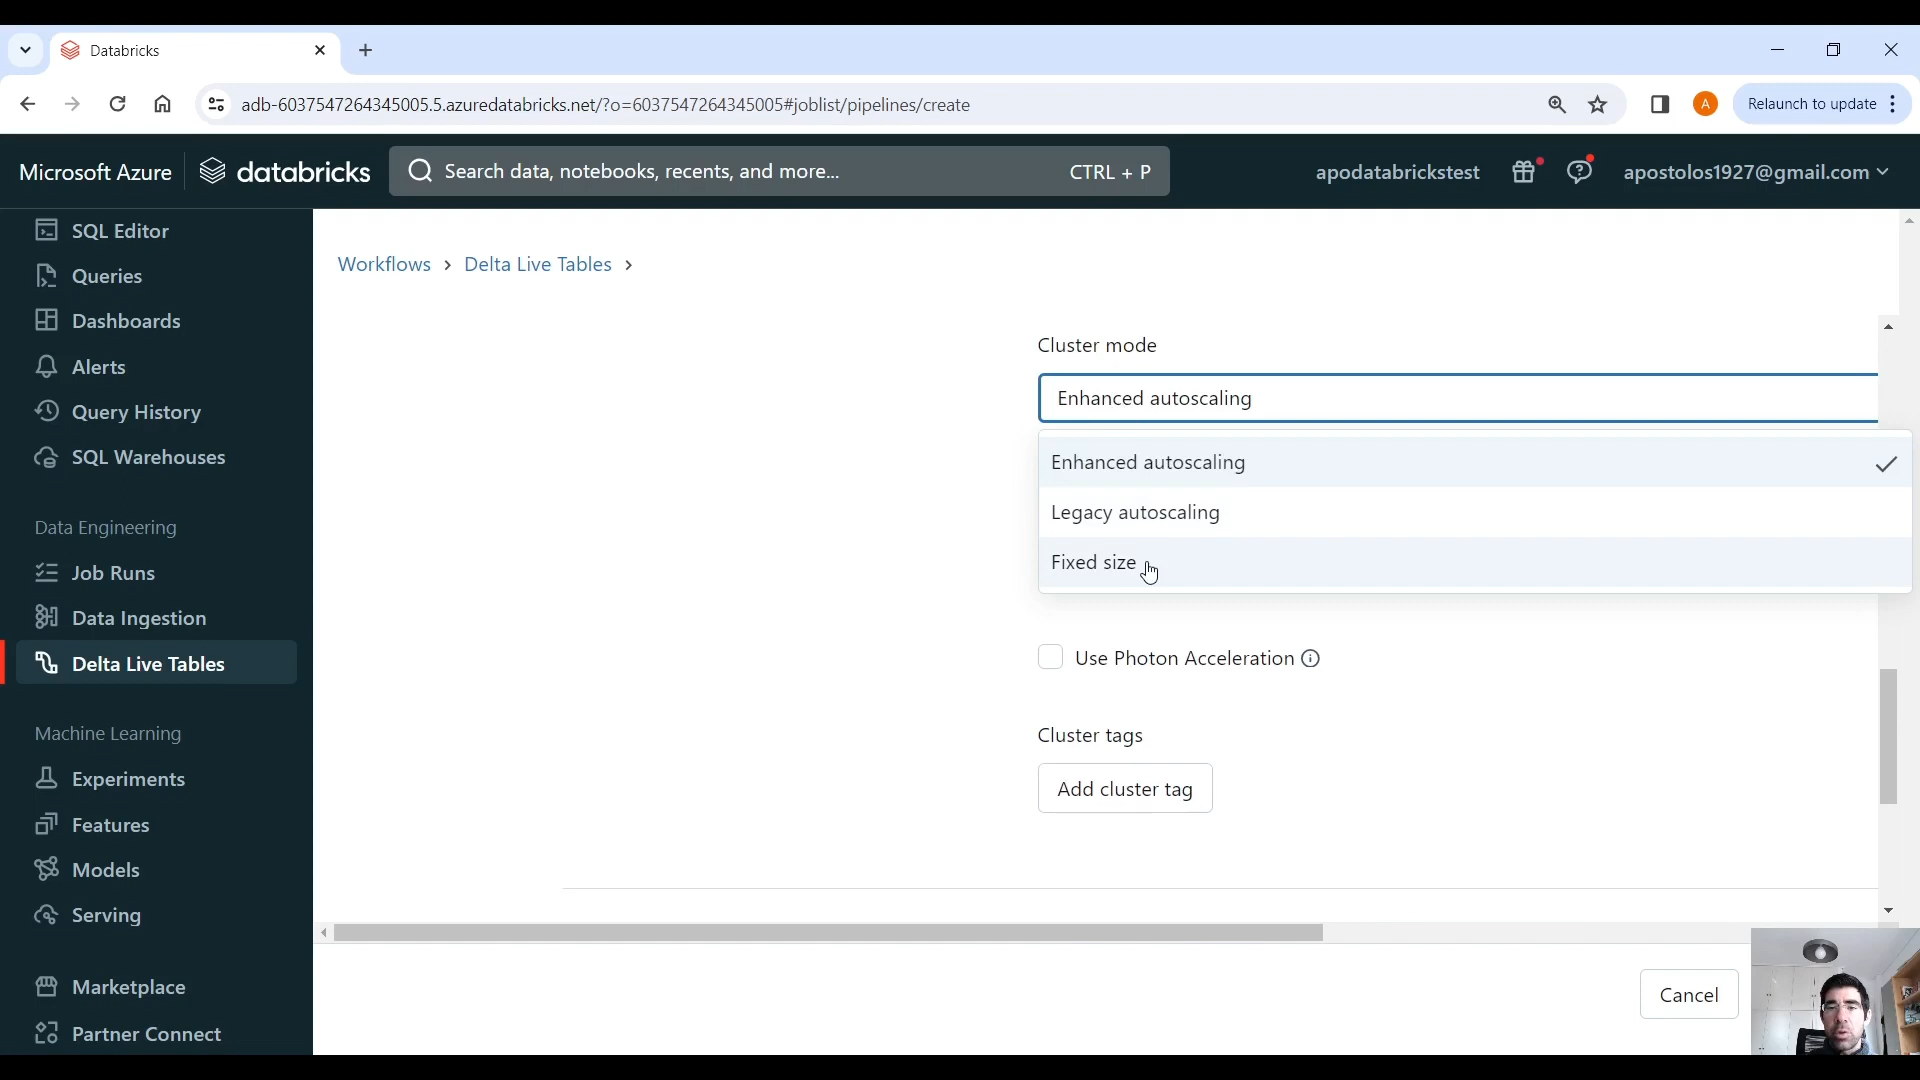 Databricks
adb-6037547264345005.5.azuredatabricks.net/?o=6037547264345005#joblist/pipelines/create
A
Relaunch to update
Microsoft Azure
databricks
Search data, notebooks, recents, and more...
CTRL + P
apodatabrickstest
apostolos1927@gmail.com
SQL Editor
Queries
Dashboards
Alerts
Query History
SQL Warehouses
Data Engineering
Job Runs
Data Ingestion
Delta Live Tables
Machine Learning
Experiments
Features
Models
Serving
Marketplace
Partner Connect
Workflows › Delta Live Tables ›
Cluster mode
Enhanced autoscaling
Enhanced autoscaling
Legacy autoscaling
Fixed size
Use Photon Acceleration
Cluster tags
Add cluster tag
Cancel